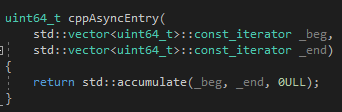 uint64_t cppAsyncEntry(
    std::vector<uint64_t>::const_iterator _beg,
    std::vector<uint64_t>::const_iterator _end)
{
    return std::accumulate(_beg, _end, 0ULL);
}